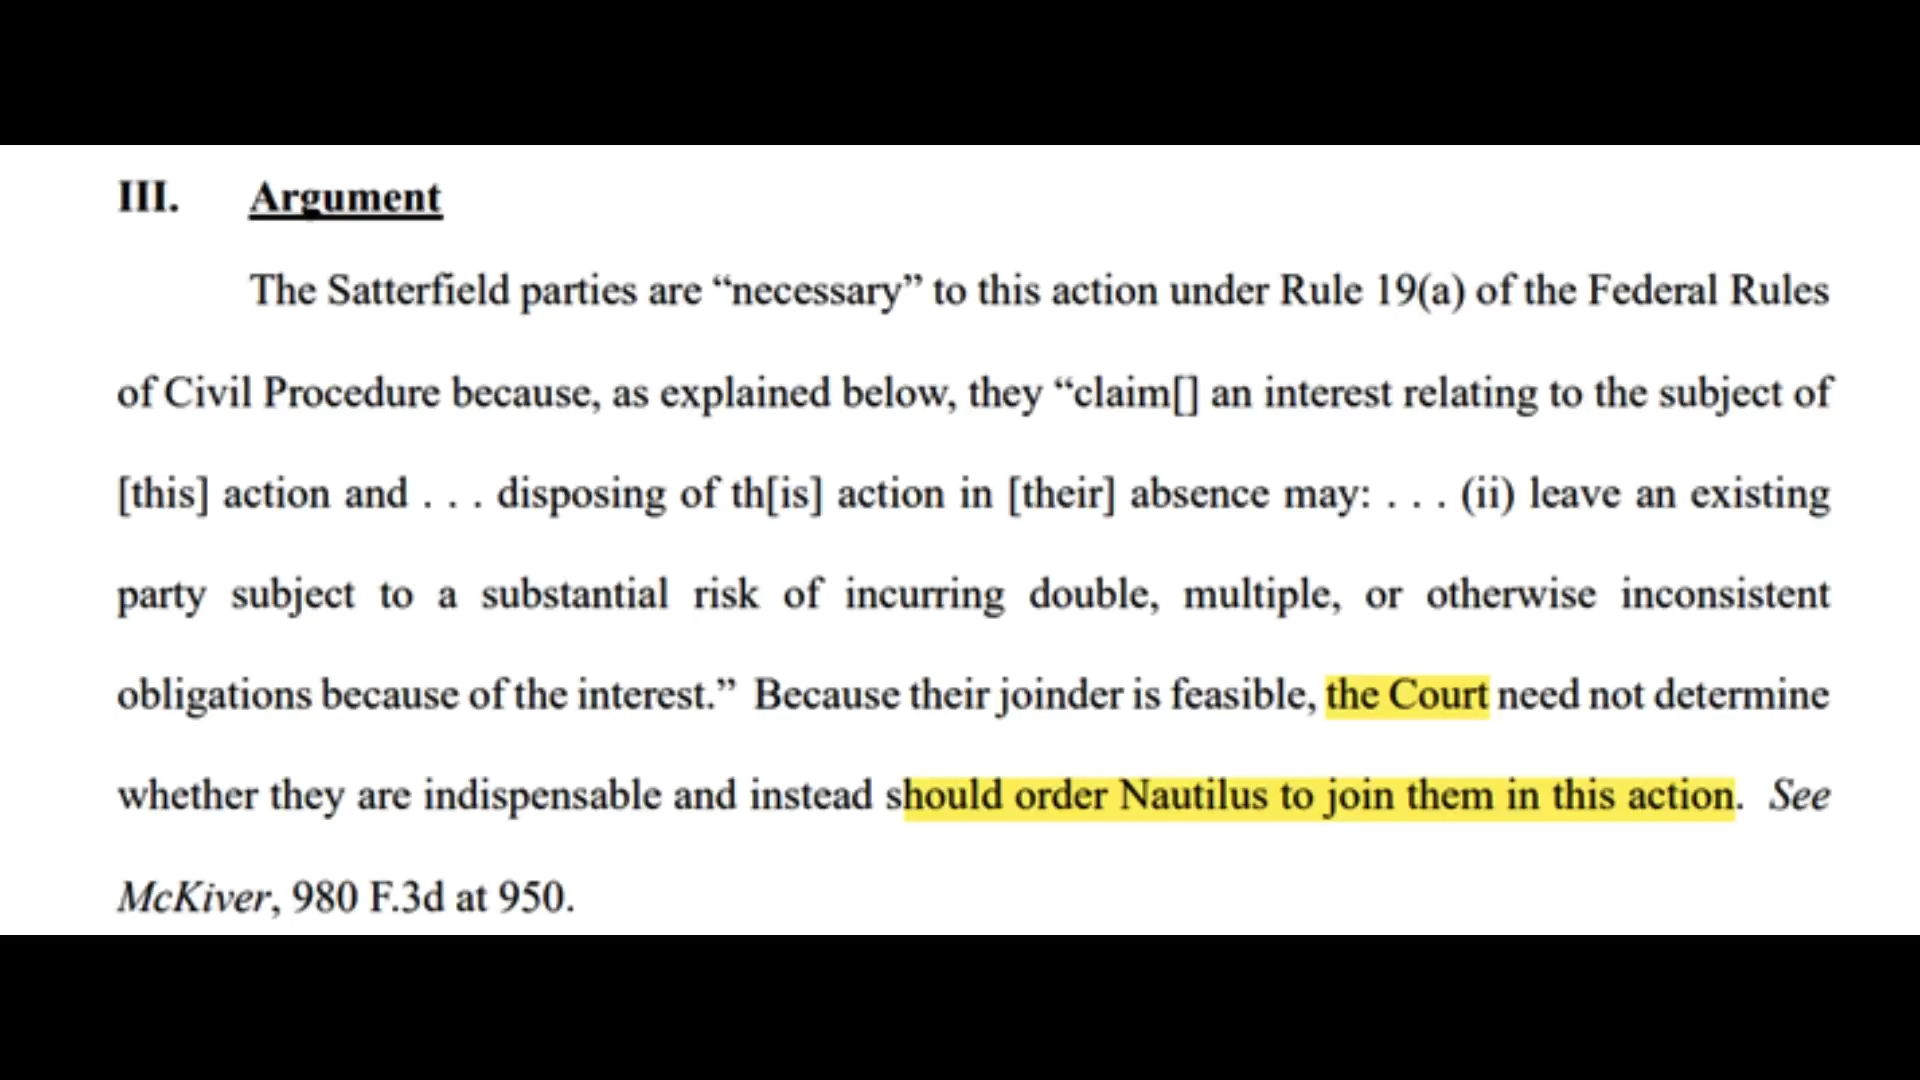 III. Argument
The Satterfield parties are “necessary” to this action under Rule 19(a) of the Federal Rules
of Civil Procedure because, as explained below, they “claim[] an interest relating to the subject of
[this] action and . . . disposing of th[is] action in [their] absence may: . . . (ii) leave an existing
party subject to a substantial risk of incurring double, multiple, or otherwise inconsistent
obligations because of the interest.” Because their joinder is feasible, the Court need not determine
whether they are indispensable and instead should order Nautilus to join them in this action. See
McKiver, 980 F.3d at 950.